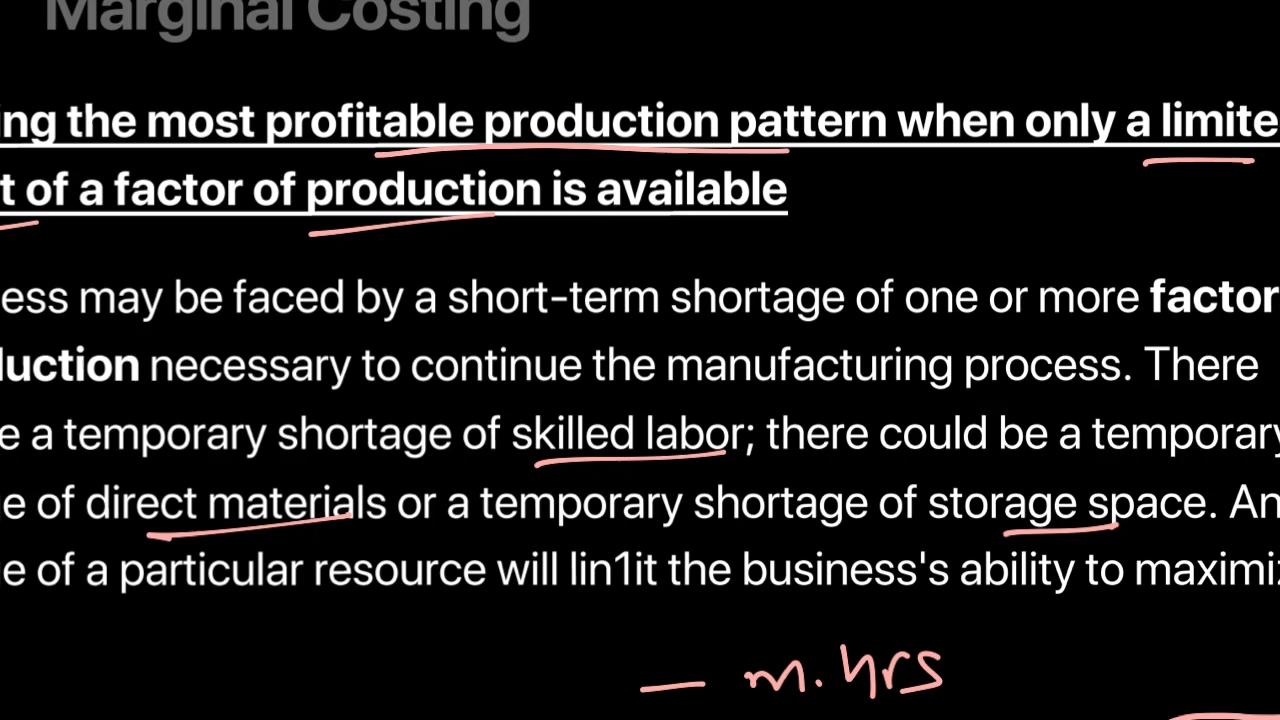 Marginal Costing
ing the most profitable production pattern when only a limite
t of a factor of production is available
ess may be faced by a short-term shortage of one or more factor
duction necessary to continue the manufacturing process. There
e a temporary shortage of skilled labor; there could be a temporary
e of direct materials or a temporary shortage of storage space. An
e of a particular resource will lin1it the business's ability to maximiz
— m. hrs